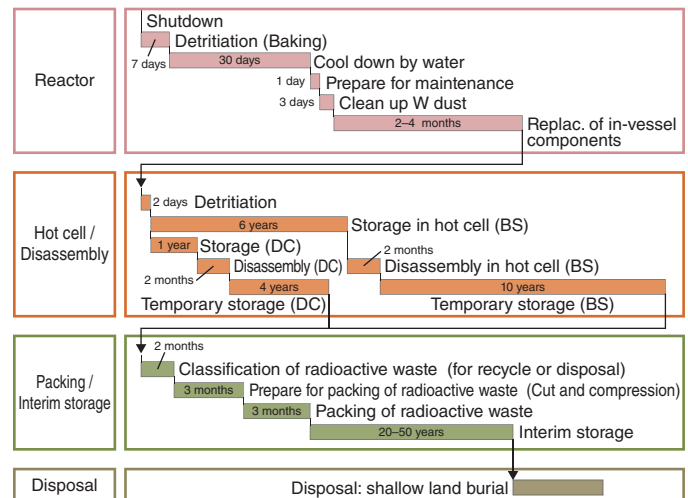 Reactor
Shutdown
Detritiation (Baking)
7 days
30 days
Cool down by water
1 day
Prepare for maintenance
3 days
Clean up W dust
2–4 months
Replac. of in-vessel
components
Hot cell /
Disassembly
2 days
Detritiation
6 years
Storage in hot cell (BS)
1 year
Storage (DC)
2 months
2 months
Disassembly (DC)
Disassembly in hot cell (BS)
4 years
10 years
Temporary storage (DC)
Temporary storage (BS)
Packing /
Interim storage
2 months
Classification of radioactive waste (for recycle or disposal)
3 months
Prepare for packing of radioactive waste (Cut and compression)
3 months
Packing of radioactive waste
20–50 years
Interim storage
Disposal
Disposal: shallow land burial